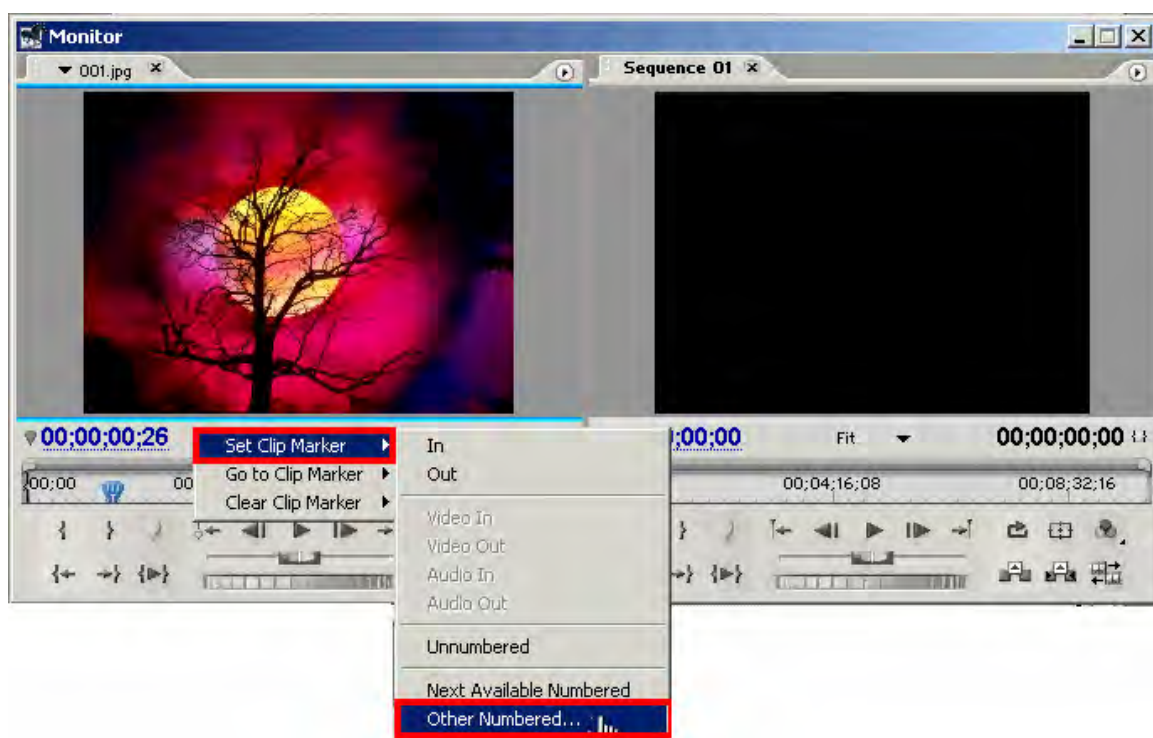 Monitor
001.jpg
Sequence 01
00;00;00;26
;00;00
Fit
00;00;00;00
00;00
00
00;04;16;08
00;08;32;16
Set Clip Marker
Go to Clip Marker
Clear Clip Marker
In
Out
Video In
Video Out
Audio In
Audio Out
Unnumbered
Next Available Numbered
Other Numbered...